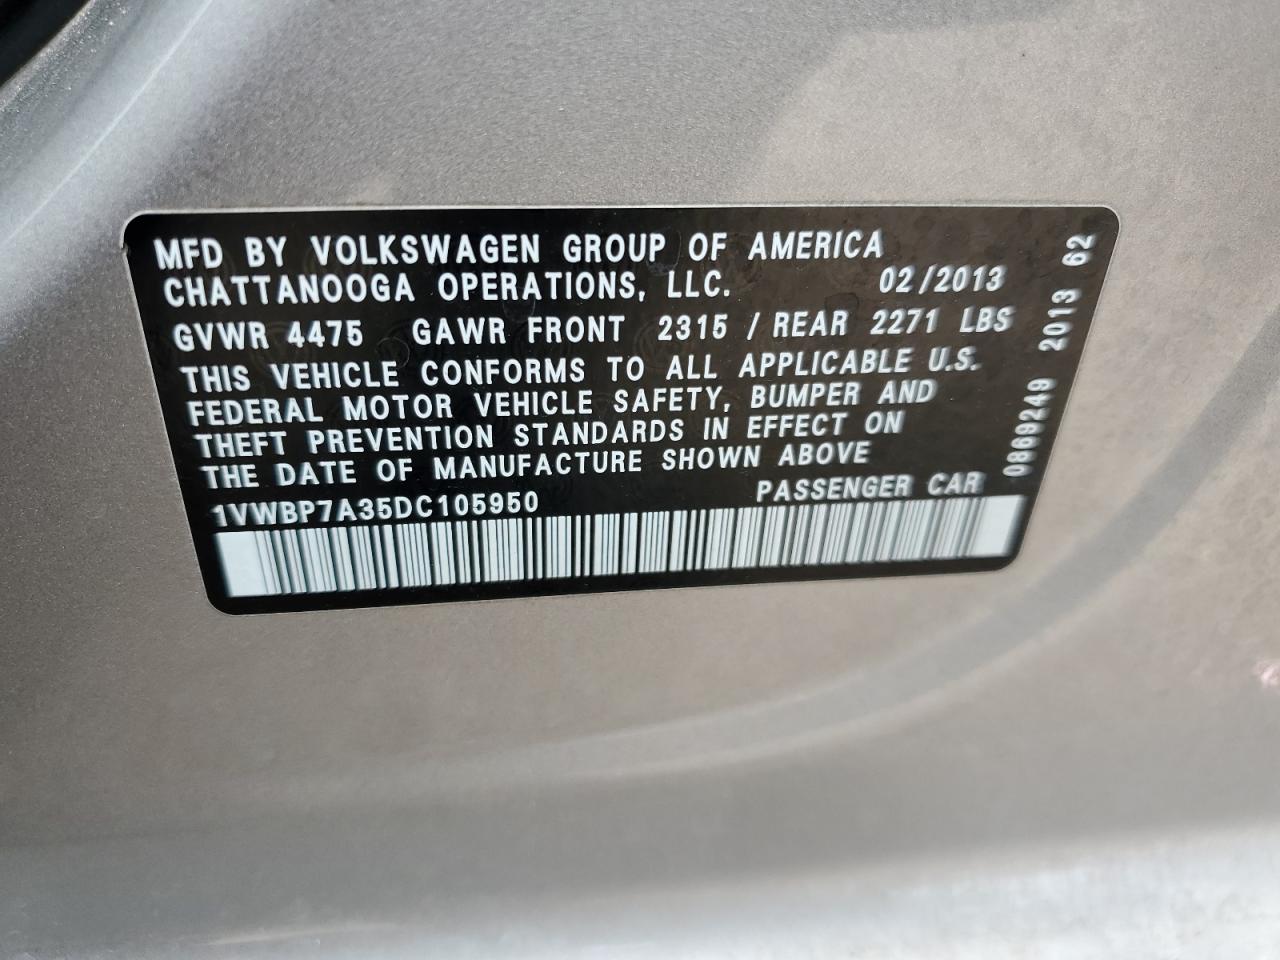 MFD BY VOLKSWAGEN GROUP OF AMERICA
CHATTANOOGA OPERATIONS, LLC. 02/2013
GVWR 4475 GAWR FRONT 2315 / REAR 2271 LBS
THIS VEHICLE CONFORMS TO ALL APPLICABLE U.S.
FEDERAL MOTOR VEHICLE SAFETY, BUMPER AND
THEFT PREVENTION STANDARDS IN EFFECT ON
THE DATE OF MANUFACTURE SHOWN ABOVE
1VWBP7A35DC105950 PASSENGER CAR
0869249 2013 62